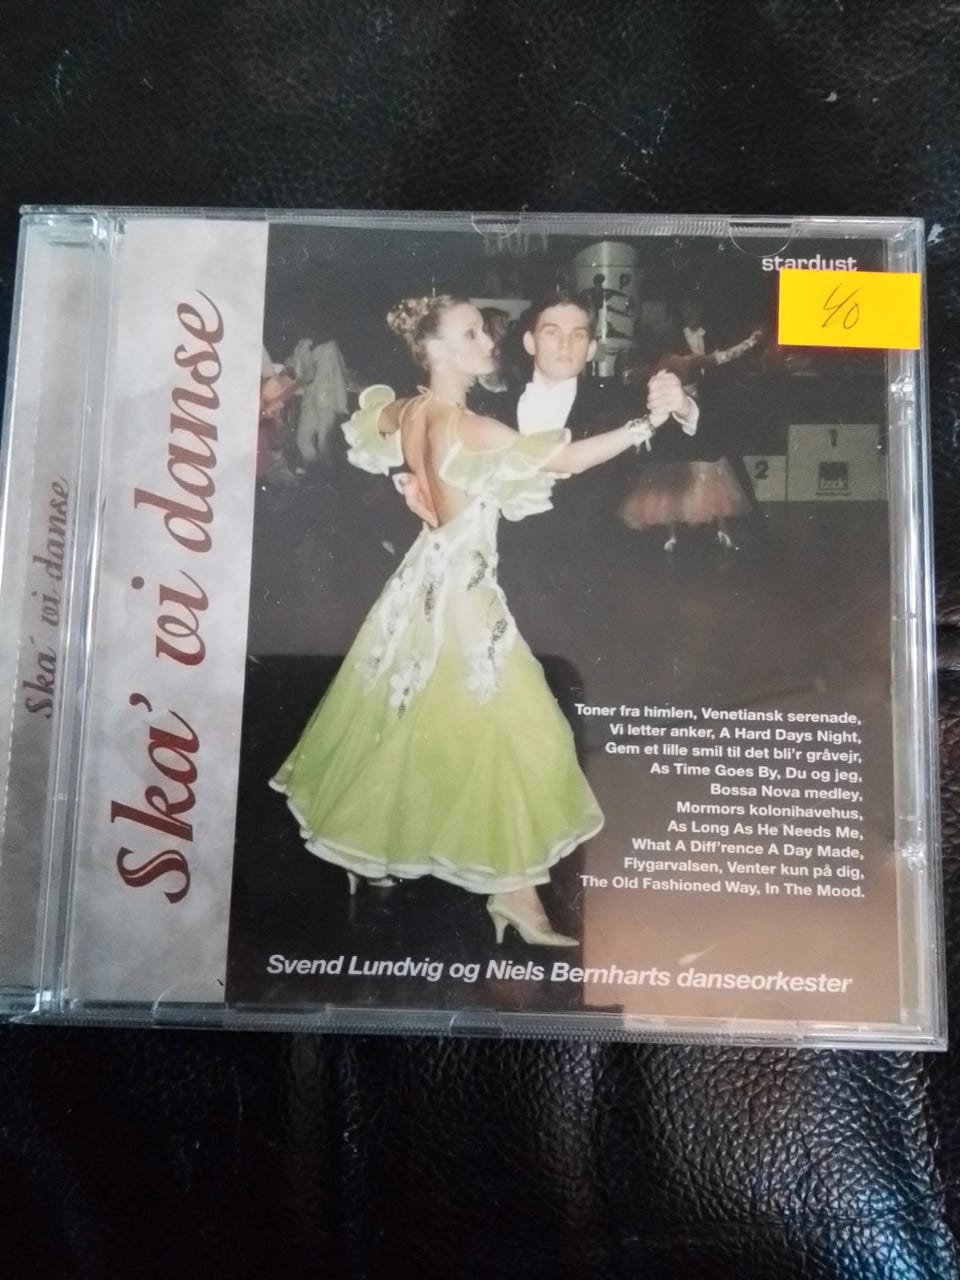 stardust
40
Ska' vi danse
Ska' vi danse
P
1
2
Toner fra himlen, Venetiansk serenade,
Vi letter anker, A Hard Days Night,
Gem et lille smil til det bli'r gråvejr,
As Time Goes By, Du og jeg,
Bossa Nova medley,
Mormors kolonihavehus,
As Long As He Needs Me,
What A Diff'rence A Day Made,
Flygarvalsen, Venter kun på dig,
The Old Fashioned Way, In The Mood.
Svend Lundvig og Niels Bernharts danseorkester